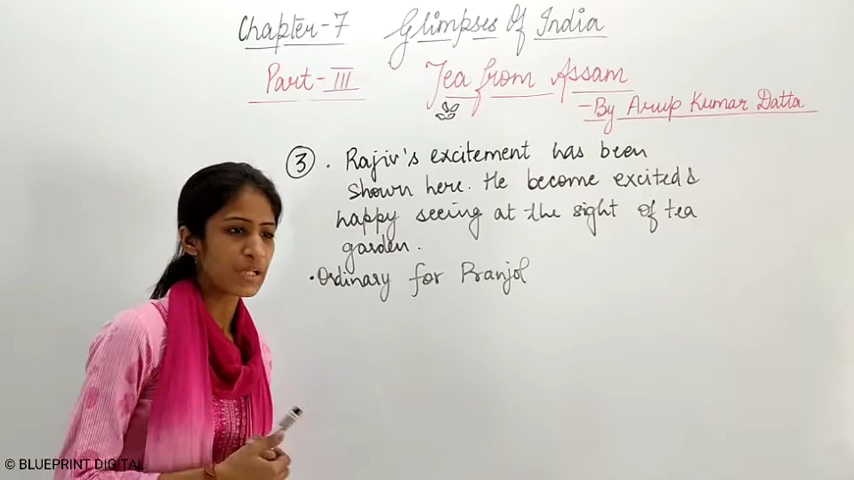 Chapter-7 Glimpses Of India
Part-III Tea from Assam
-By Arup Kumar Datta
3. Rajiv's excitement has been
shown here. He become excited &
happy seeing at the sight of tea
garden.
•Ordinary for Pranjol
© BLUEPRINT DIGITAL